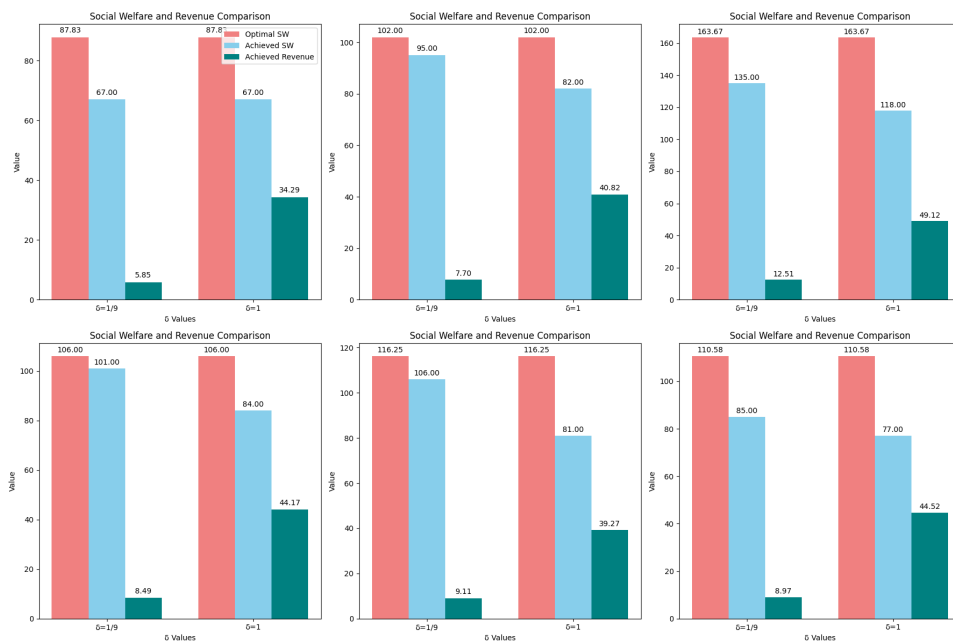 Social Welfare and Revenue Comparison
87.83
Optimal SW
Achieved SW
Achieved Revenue
80
67.00
67.00
60
Value
40
34.29
20
5.85
0
δ=1/9
δ=1
δ Values
Social Welfare and Revenue Comparison
102.00
102.00
100
95.00
82.00
80
60
Value
40.82
40
20
7.70
0
δ=1/9
δ=1
δ Values
Social Welfare and Revenue Comparison
163.67
163.67
160
140
135.00
120
118.00
100
Value
80
60
49.12
40
20
12.51
0
δ=1/9
δ=1
δ Values
Social Welfare and Revenue Comparison
106.00
106.00
101.00
100
84.00
80
60
Value
44.17
40
20
8.49
0
δ=1/9
δ=1
δ Values
Social Welfare and Revenue Comparison
120
116.25
116.25
106.00
100
81.00
80
60
Value
40
39.27
20
9.11
0
δ=1/9
δ=1
δ Values
Social Welfare and Revenue Comparison
110.58
110.58
100
85.00
80
77.00
60
Value
44.52
40
20
8.97
0
δ=1/9
δ=1
δ Values